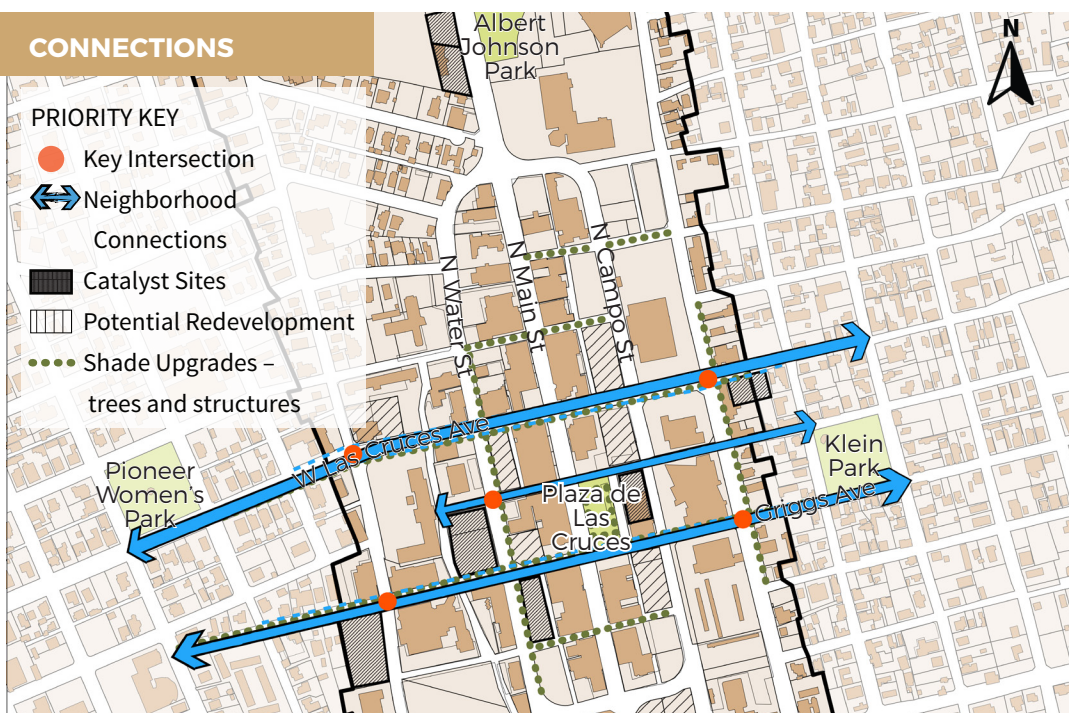 CONNECTIONS
PRIORITY KEY
Key Intersection
Neighborhood
Connections
Catalyst Sites
Potential Redevelopment
Shade Upgrades –
trees and structures
Albert
Johnson
Park
N
N Water St
N Main St
N Campo St
W Las Cruces Ave
Pioneer
Women's
Park
Plaza de
Las
Cruces
Klein
Park
Griggs Ave